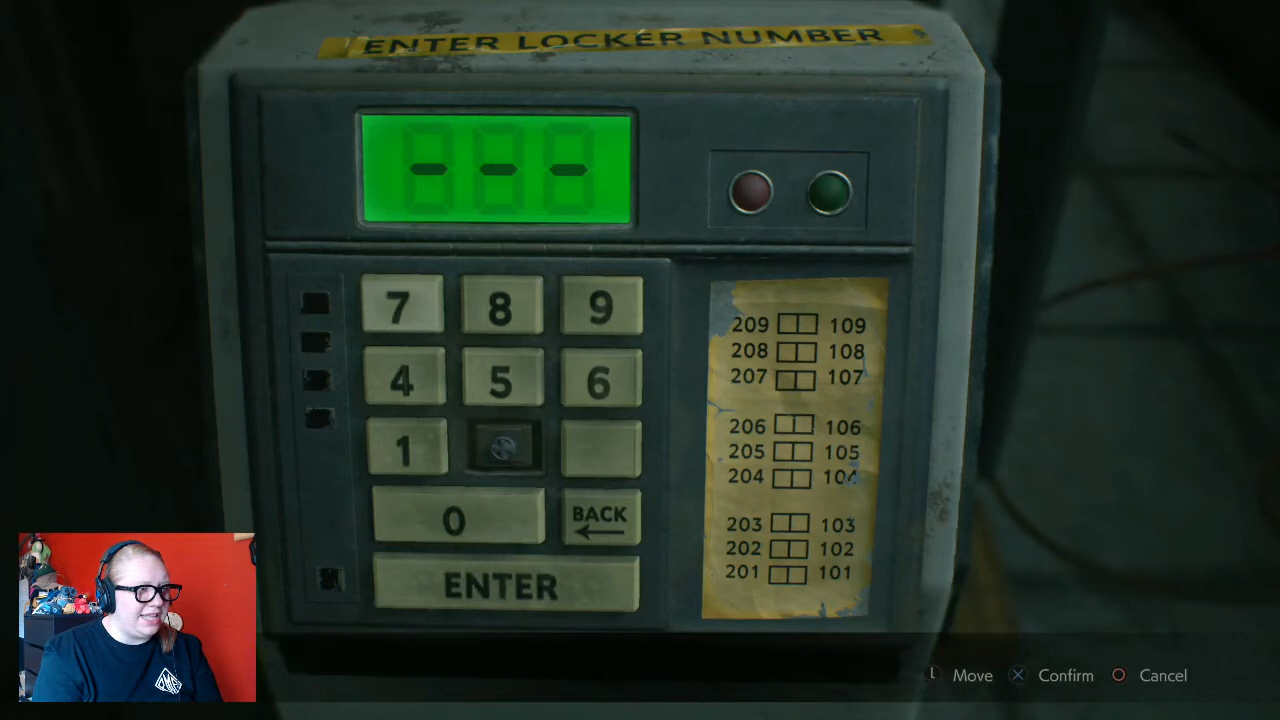 ENTER LOCKER NUMBER
7 8 9
4 5 6
1
0 BACK
ENTER
209 109
208 108
207 107
206 106
205 105
204 104
203 103
202 102
201 101
L Move Confirm Cancel